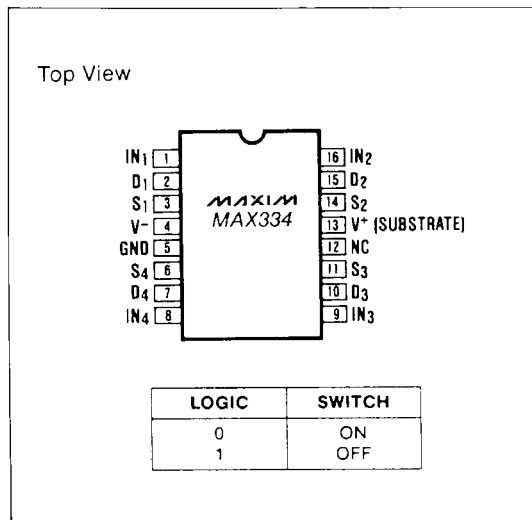 Top View
IN1 1
D1 2
S1 3
V- 4
GND 5
S4 6
D4 7
IN4 8
MAXIM
MAX334
16 IN2
15 D2
14 S2
13 V+ (SUBSTRATE)
12 NC
11 S3
10 D3
9 IN3
LOGIC SWITCH
0 ON
1 OFF